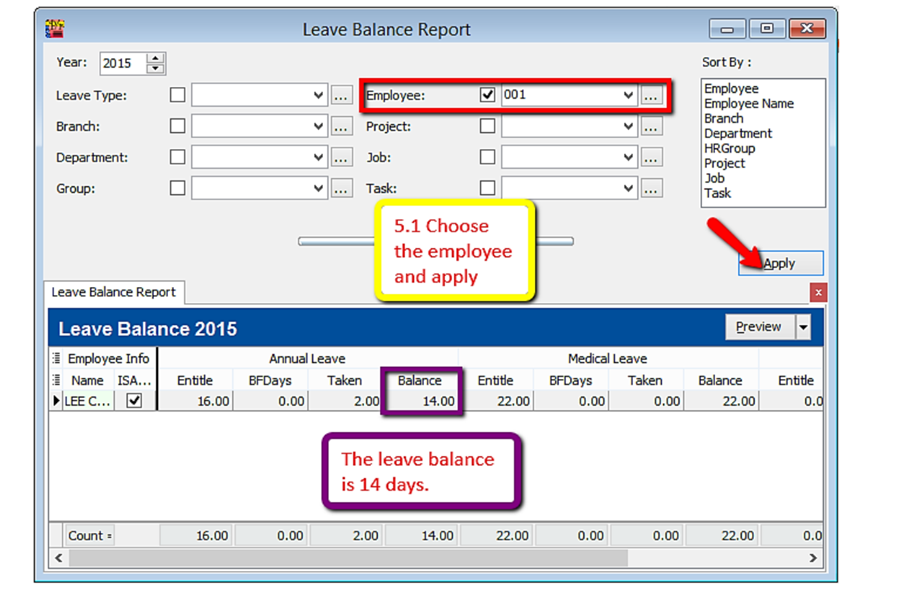 Leave Balance Report
Year: 2015
Sort By :
Leave Type: ... Employee: 001 ...
Branch: ... Project: ...
Department: ... Job: ...
Group: ... Task: ...
Employee
Employee Name
Branch
Department
HRGroup
Project
Job
Task
5.1 Choose
the employee
and apply
Apply
Leave Balance Report
x
Leave Balance 2015
Preview
Employee Info Annual Leave Medical Leave
Name ISA... Entitle BFDays Taken Balance Entitle BFDays Taken Balance Entitle
LEE C... 16.00 0.00 2.00 14.00 22.00 0.00 0.00 22.00 0.0
The leave balance
is 14 days.
Count = 16.00 0.00 2.00 14.00 22.00 0.00 0.00 22.00 0.0